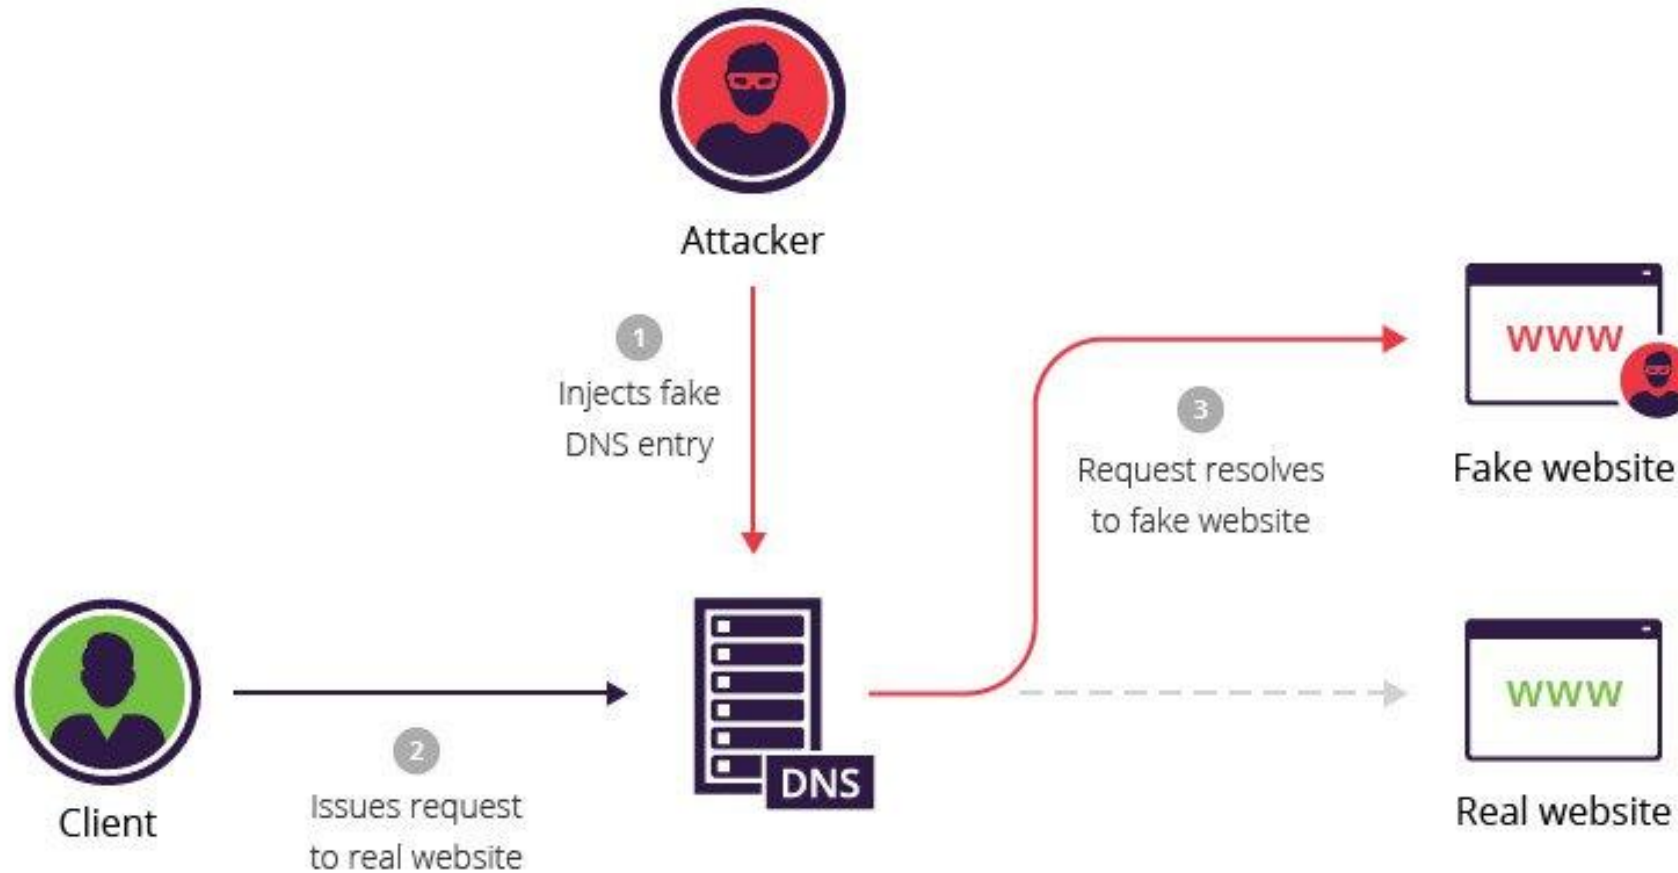 Attacker
1
Injects fake
DNS entry
www
3
Request resolves
to fake website
Fake website
DNS
www
2
Issues request
to real website
Client
Real website